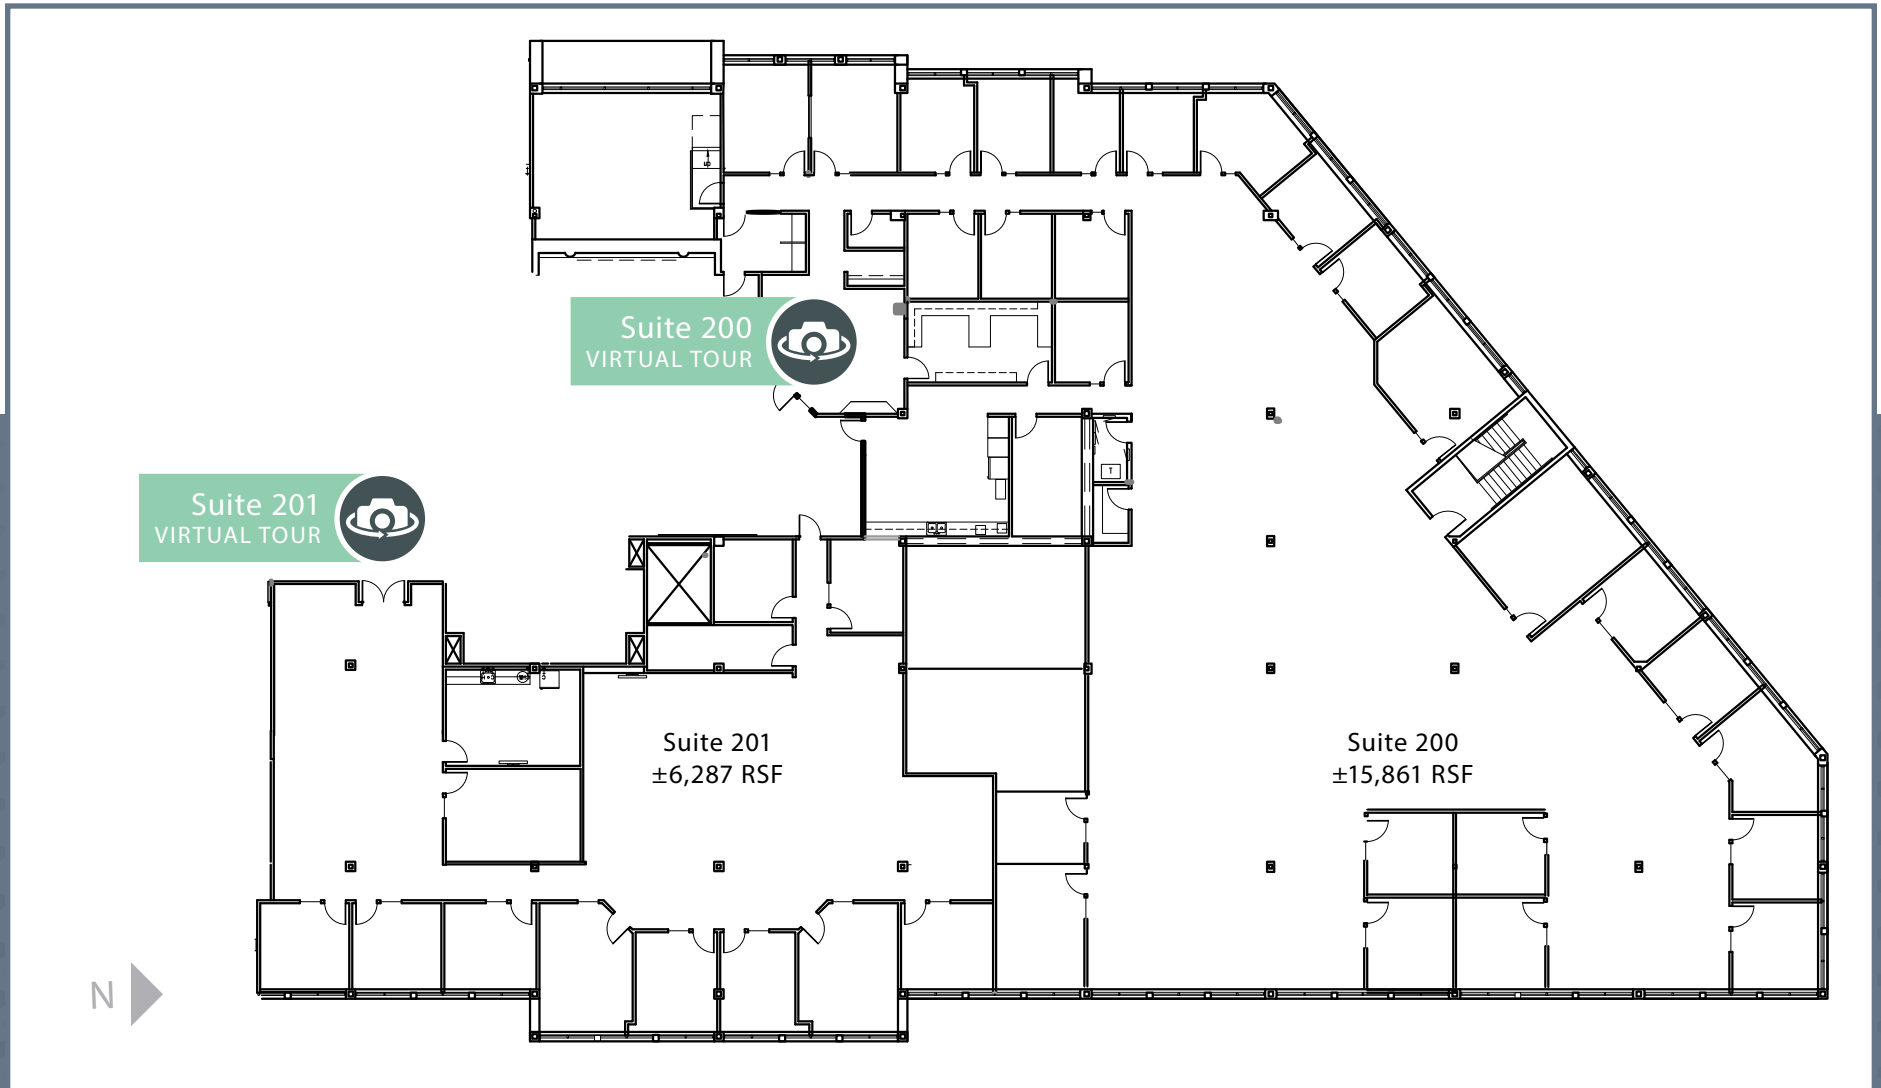 Suite 200
VIRTUAL TOUR
Suite 201
VIRTUAL TOUR
Suite 201
±6,287 RSF
Suite 200
±15,861 RSF
N